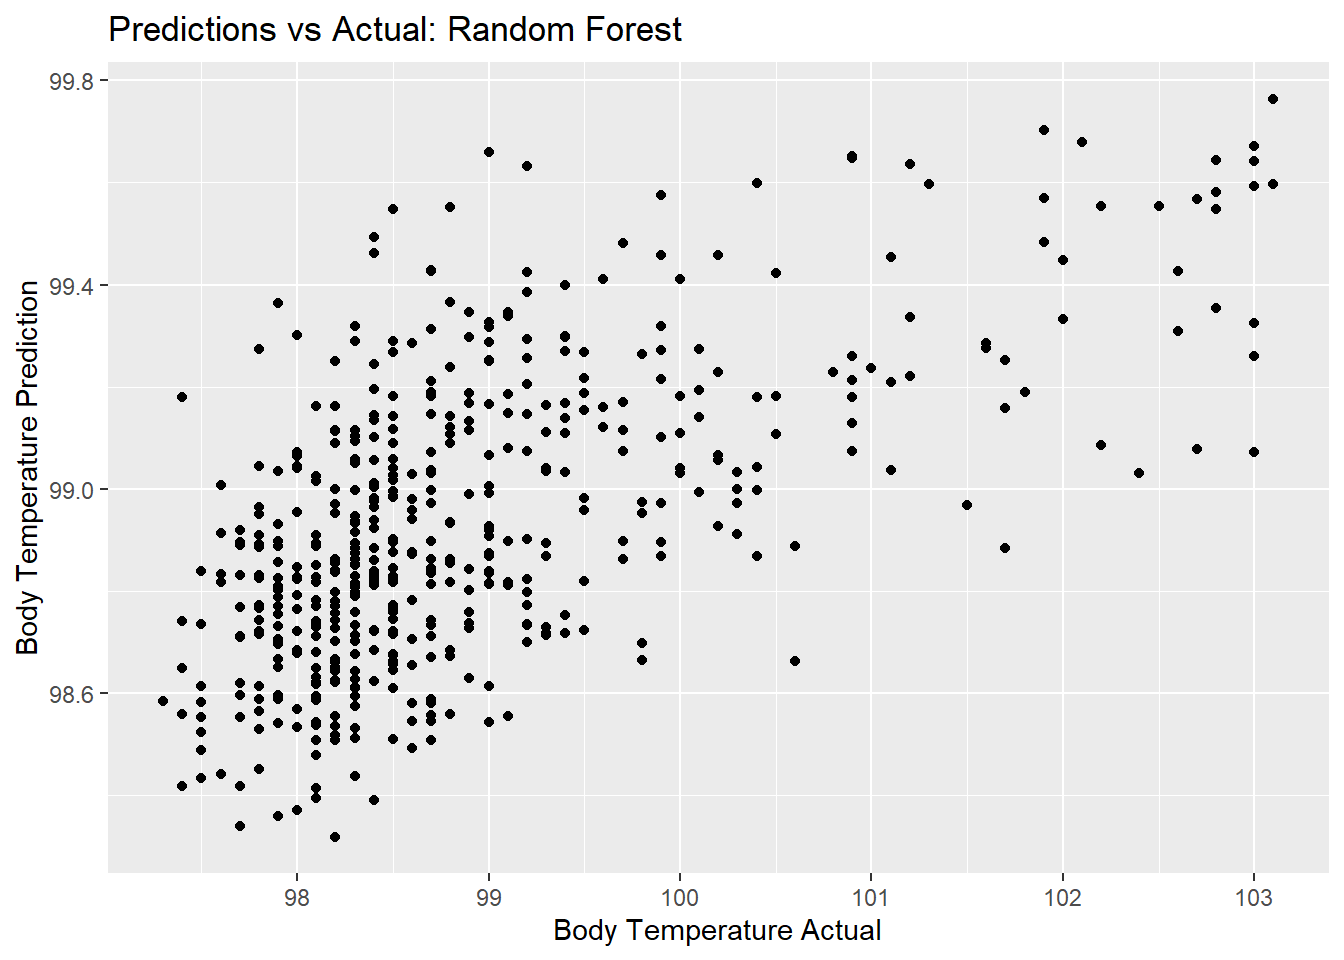 Predictions vs Actual: Random Forest
99.8
99.4
99.0
98.6
Body Temperature Prediction
98 99 100 101 102 103
Body Temperature Actual